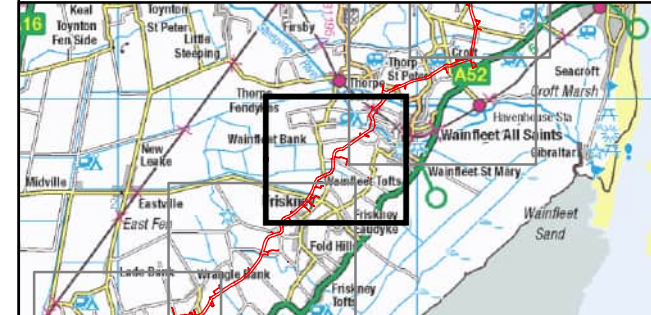 Keal
Toynton
Fen Side
Toynton
St Peter
Little
Steeping
Firsby
Steeping River
16
Thorpe
Thorp
St Peter
Croft
A52
Seacroft
Croft Marsh
Thorpe
Fendykes
Havenhouse Sta
Wainfleet Bank
Wainfleet All Saints
Gibraltar
New
Leake
Midville
Wainfleet Tofts
Wainfleet St Mary
Eastville
Friskney
East Fen
Friskney
Eaudyke
Wainfleet
Sand
Fold Hill
Lade Bank
Wrangle Bank
Friskney
Tofts